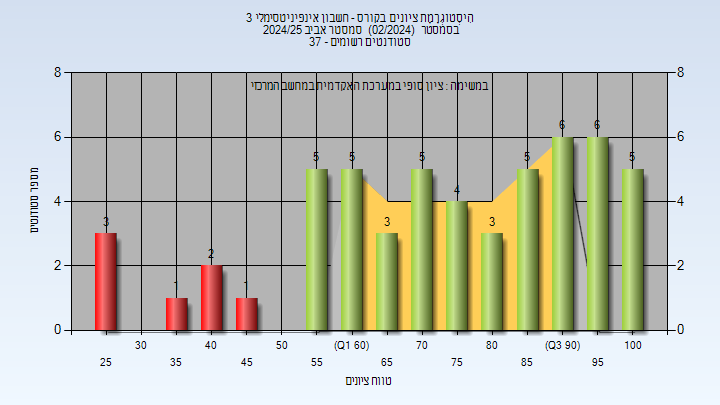 היסטוגרמת ציונים בקורס - חשבון אינפיניטסימלי 3
בסמסטר (02/2024) סמסטר אביב 2024/25
סטודנטים רשומים - 37
במשימה : ציון סופי במערכת האקדמית במחשב המרכזי
8 8
6 6
4 4
2 2
0 0
מספר סטודנטים
3 1 2 1 5 5 3 5 4 3 5 6 6 5
30 40 50 (Q1 60) 70 80 (Q3 90) 100
25 35 45 55 65 75 85 95
טווח ציונים